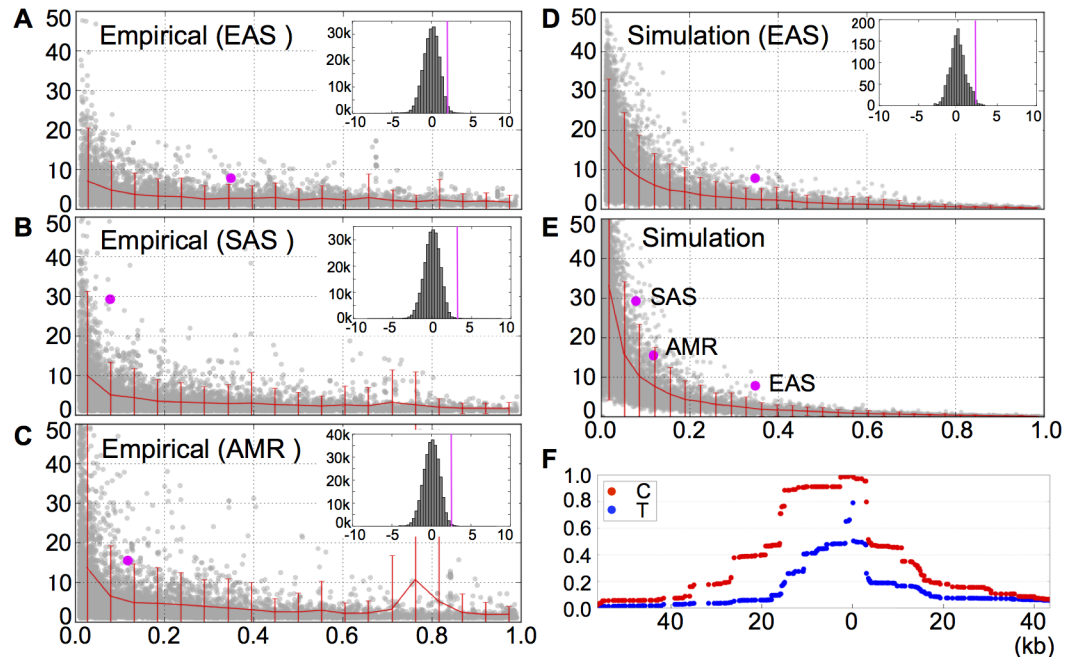 A
Empirical (EAS )
50
40
30
20
10
0
30k
20k
10k
0k
-10 -5 0 5 10
B
Empirical (SAS )
50
40
30
20
10
0
30k
20k
10k
0k
-10 -5 0 5 10
C
Empirical (AMR )
50
40
30
20
10
0
40k
30k
20k
10k
0k
-10 -5 0 5 10
0.0 0.2 0.4 0.6 0.8 1.0
D
Simulation (EAS)
50
40
30
20
10
0
200
150
100
50
0
-10 -5 0 5 10
E
Simulation
50
40
30
20
10
0
SAS
AMR
EAS
0.0 0.2 0.4 0.6 0.8 1.0
F
1.0
0.8
0.6
0.4
0.2
0.0
C
T
40 20 0 20 40
(kb)